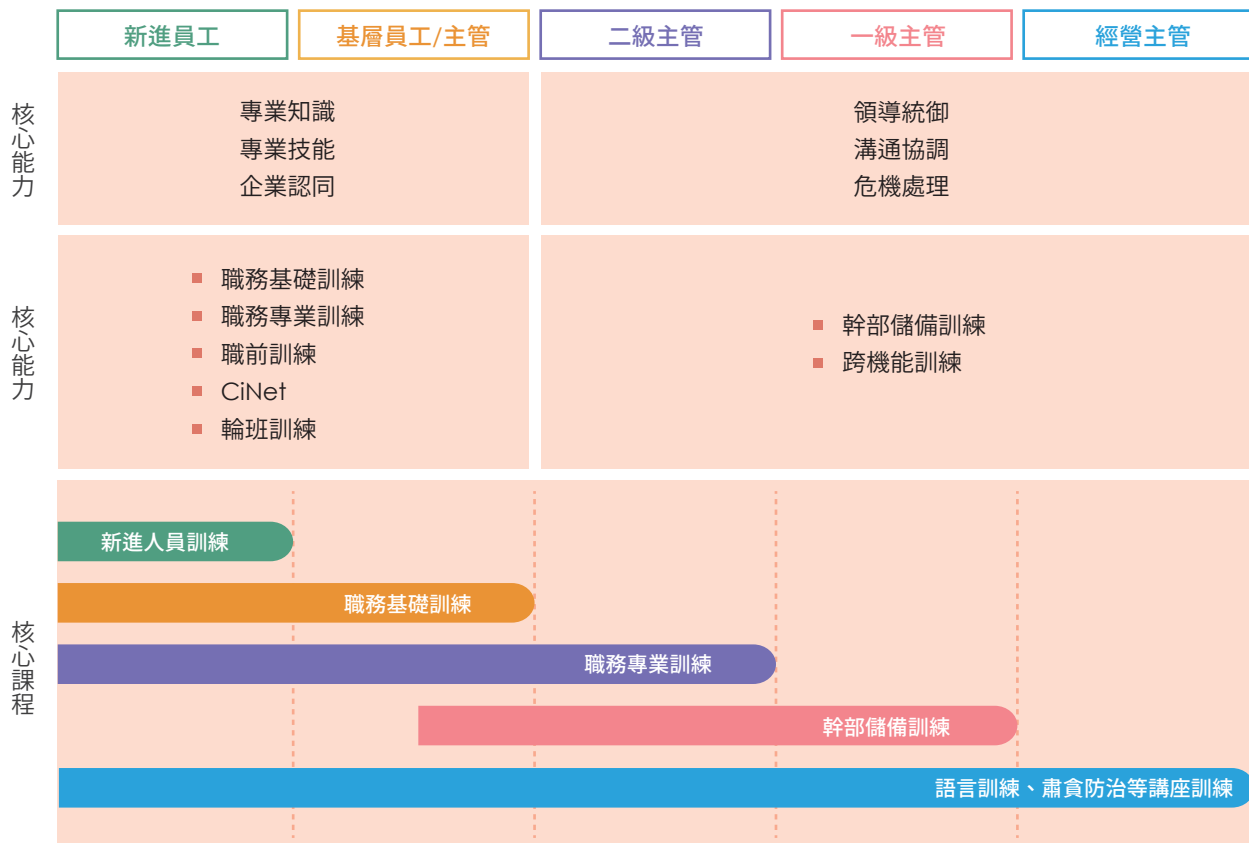 新進員工
基層員工/主管
二級主管
一級主管
經營主管
核心能力
專業知識
專業技能
企業認同
領導統御
溝通協調
危機處理
核心能力
職務基礎訓練
職務專業訓練
職前訓練
CiNet
輪班訓練
幹部儲備訓練
跨機能訓練
核心課程
新進人員訓練
職務基礎訓練
職務專業訓練
幹部儲備訓練
語言訓練、肅貪防治等講座訓練